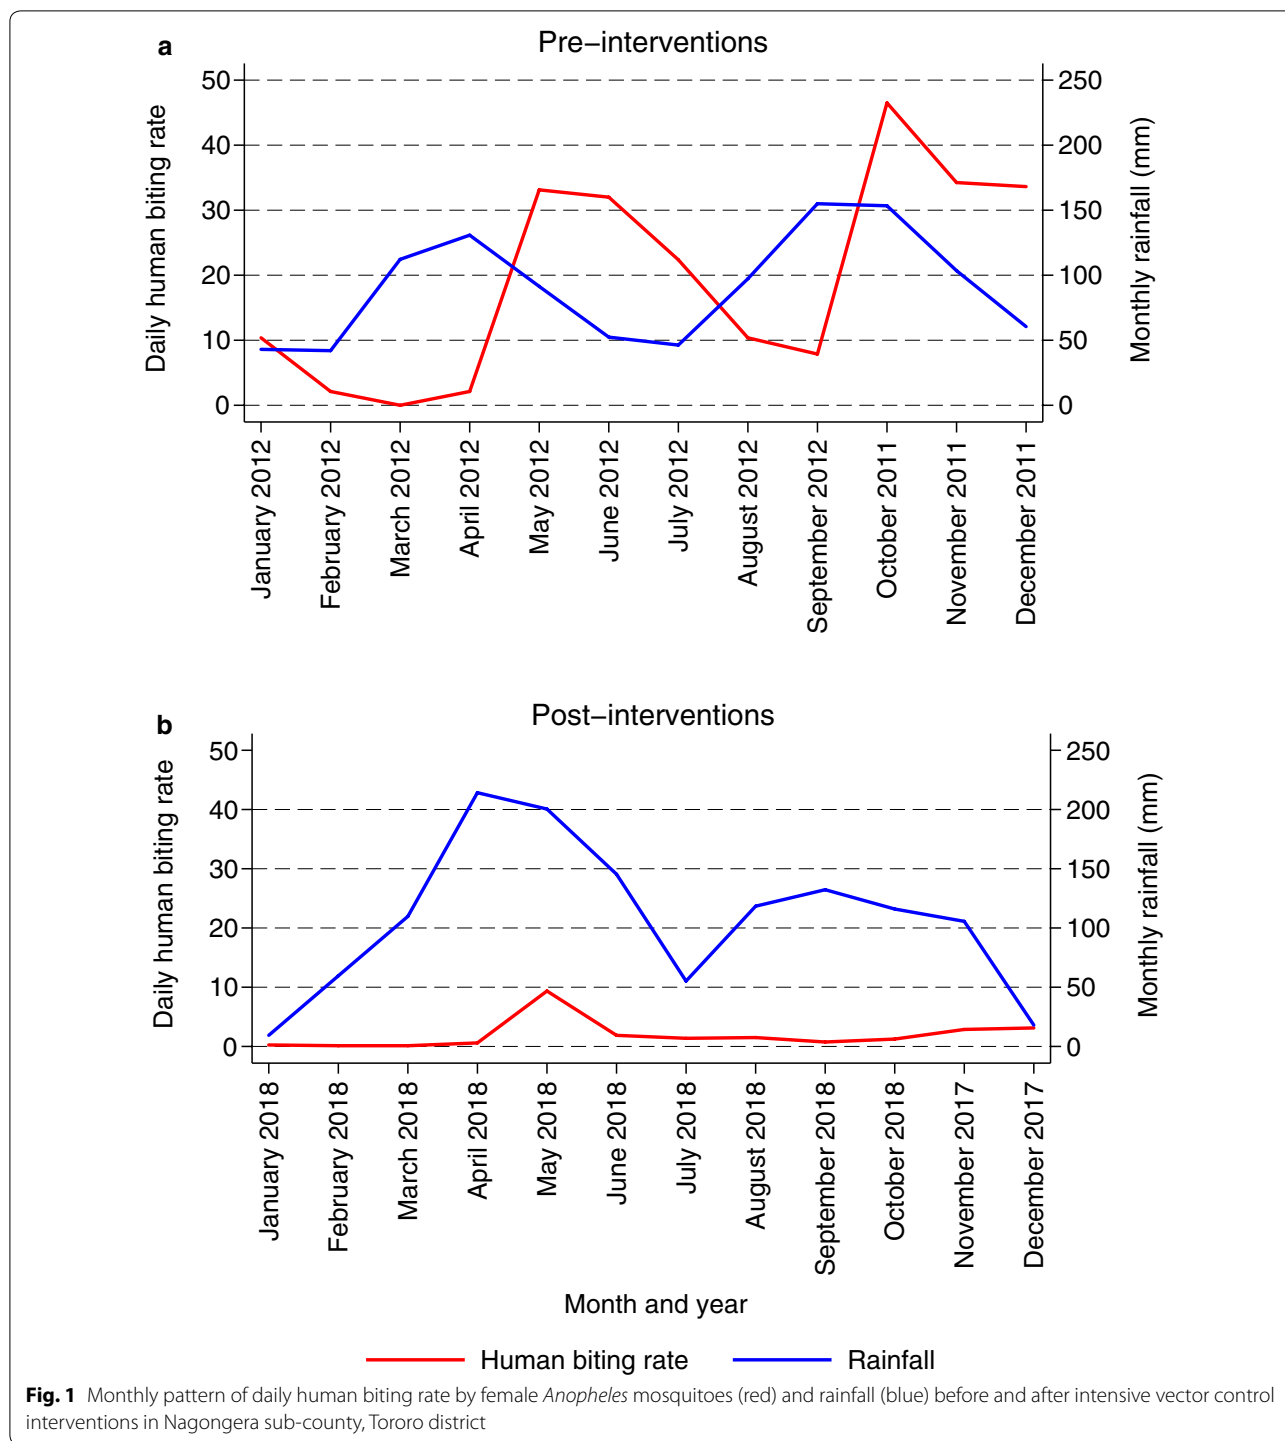 a
Pre−interventions
50
40
30
20
10
0
Daily human biting rate
250
200
150
100
50
0
Monthly rainfall (mm)
January 2012
February 2012
March 2012
April 2012
May 2012
June 2012
July 2012
August 2012
September 2012
October 2011
November 2011
December 2011
b
Post−interventions
50
40
30
20
10
0
Daily human biting rate
250
200
150
100
50
0
Monthly rainfall (mm)
January 2018
February 2018
March 2018
April 2018
May 2018
June 2018
July 2018
August 2018
September 2018
October 2018
November 2017
December 2017
Month and year
Human biting rate
Rainfall
Fig. 1 Monthly pattern of daily human biting rate by female Anopheles mosquitoes (red) and rainfall (blue) before and after intensive vector control
interventions in Nagongera sub-county, Tororo district